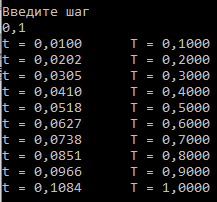 Введите шаг
0,1
t = 0,0100 T = 0,1000
t = 0,0202 T = 0,2000
t = 0,0305 T = 0,3000
t = 0,0410 T = 0,4000
t = 0,0518 T = 0,5000
t = 0,0627 T = 0,6000
t = 0,0738 T = 0,7000
t = 0,0851 T = 0,8000
t = 0,0966 T = 0,9000
t = 0,1084 T = 1,0000